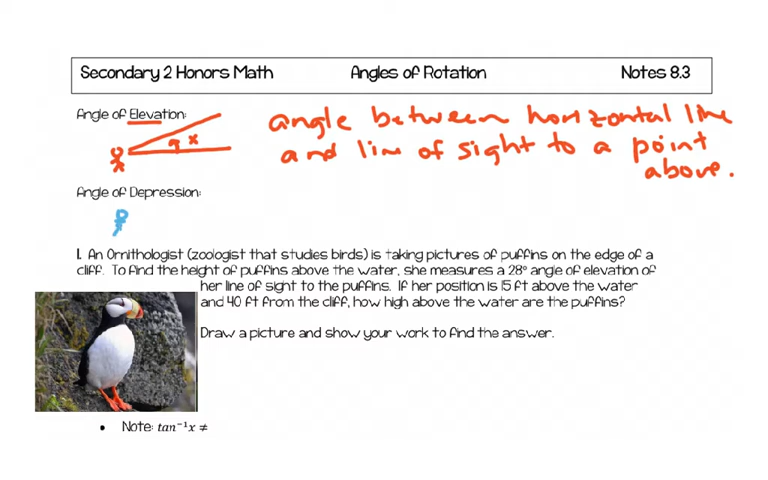 Secondary 2 Honors Math Angles of Rotation Notes 8.3
Angle of Elevation:
angle between horizontal line
and line of sight to a point
above.
x
Angle of Depression:
1. An Ornithologist (zoologist that studies birds) is taking pictures of puffins on the edge of a
cliff. To find the height of puffins above the water, she measures a 28° angle of elevation of
her line of sight to the puffins. If her position is 15 ft above the water
and 40 ft from the cliff, how high above the water are the puffins?
Draw a picture and show your work to find the answer.
• Note: tan⁻¹x ≠